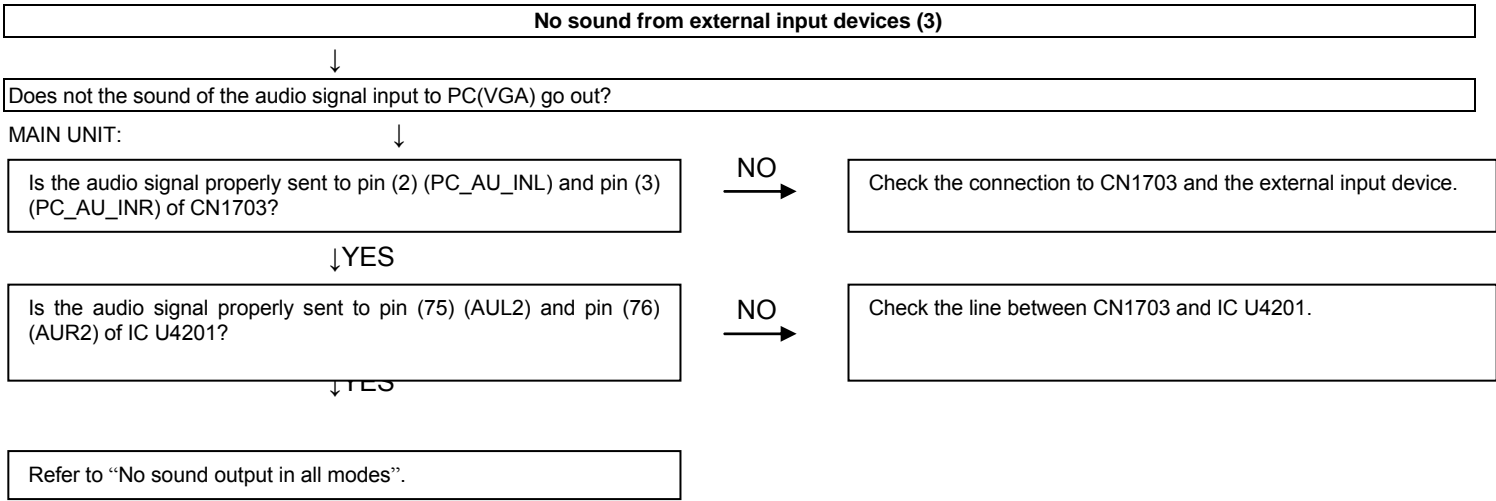 No sound from external input devices (3)
↓
Does not the sound of the audio signal input to PC(VGA) go out?
MAIN UNIT: ↓
Is the audio signal properly sent to pin (2) (PC_AU_INL) and pin (3)
(PC_AU_INR) of CN1703?
NO
Check the connection to CN1703 and the external input device.
↓YES
Is the audio signal properly sent to pin (75) (AUL2) and pin (76)
(AUR2) of IC U4201?
NO
Check the line between CN1703 and IC U4201.
↓YES
Refer to “No sound output in all modes”.